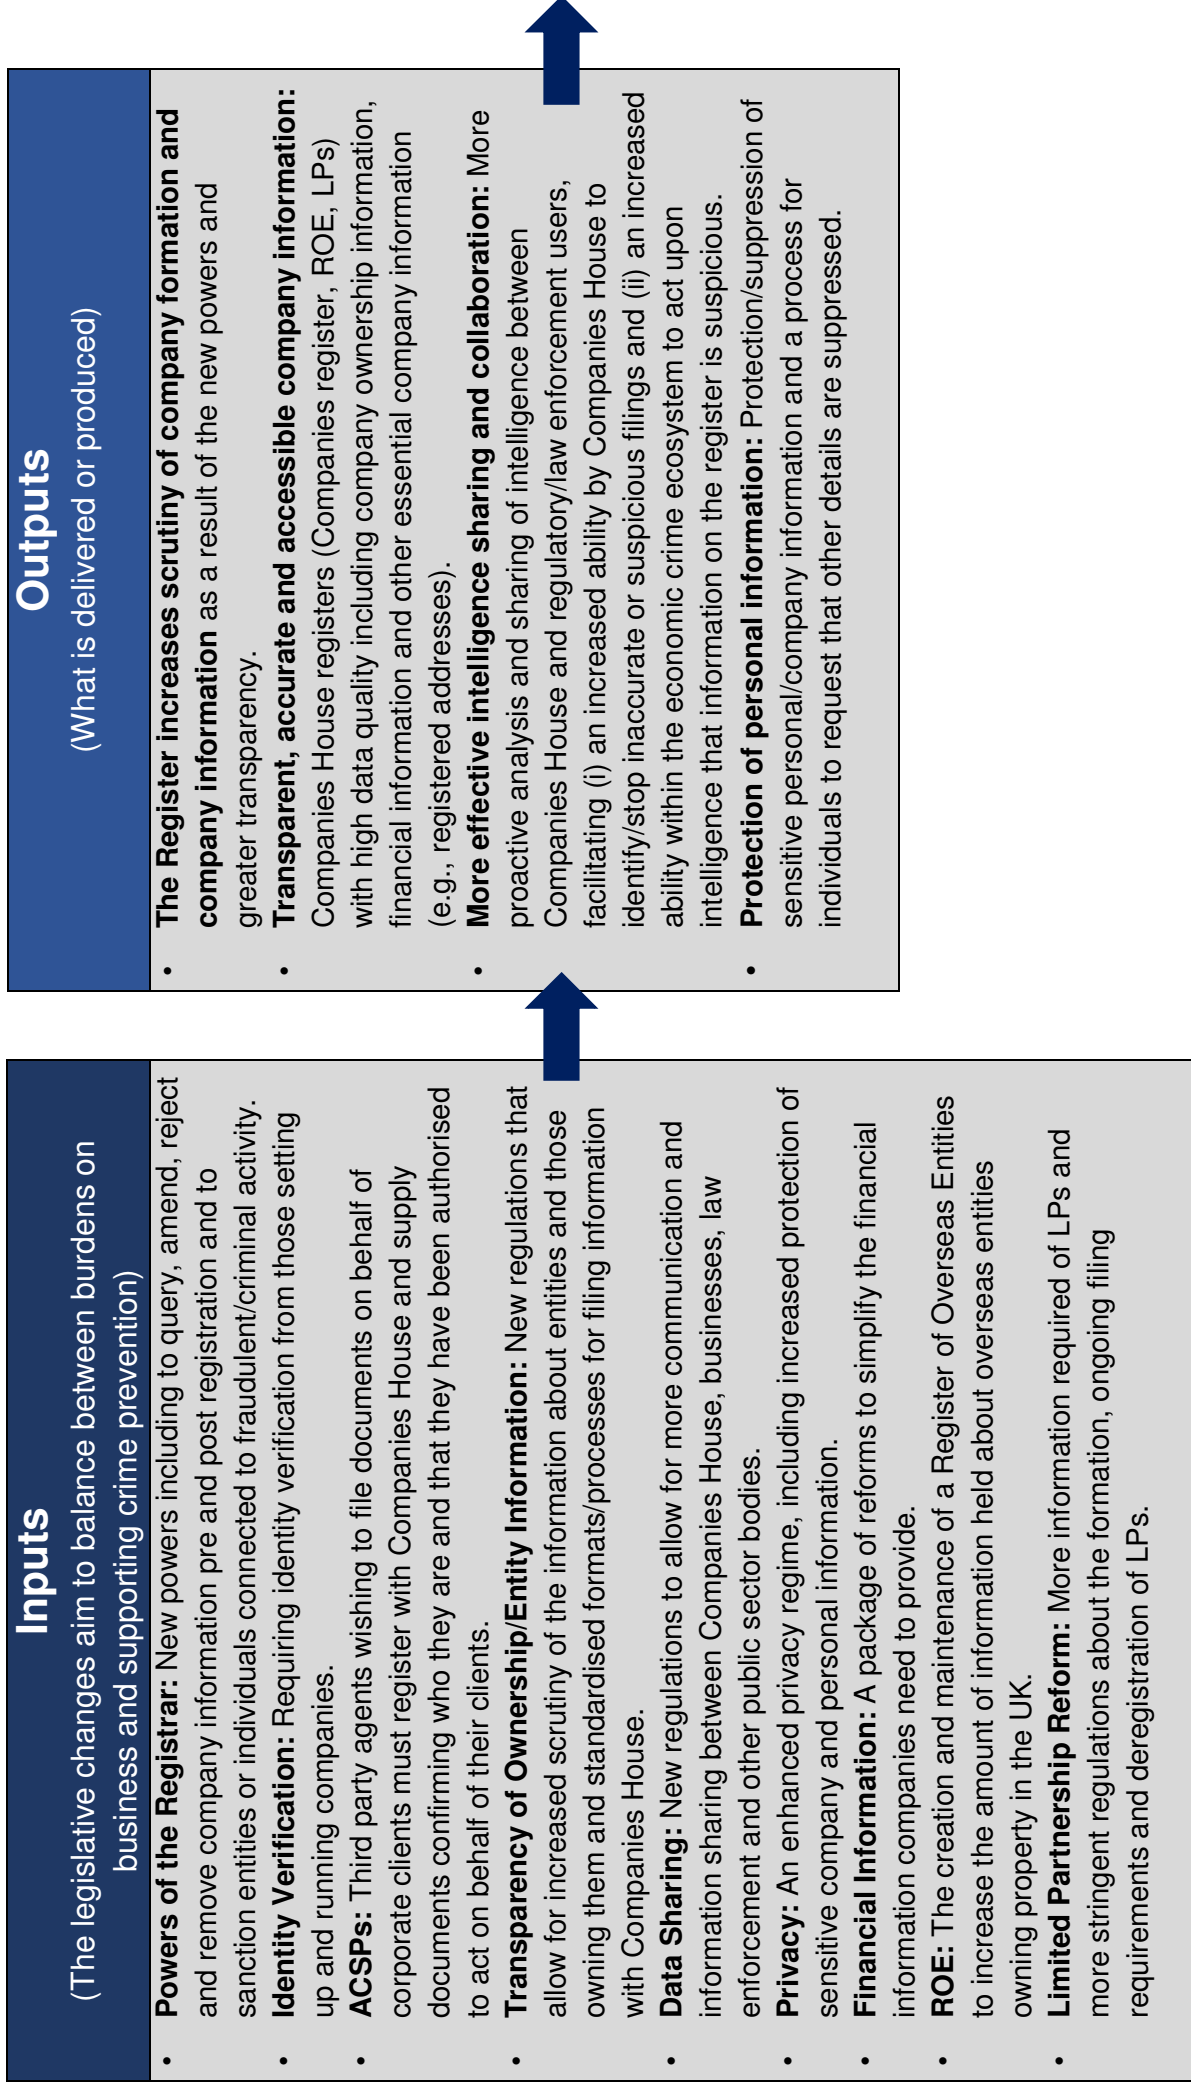 Inputs
(The legislative changes aim to balance between burdens on
business and supporting crime prevention)
• Powers of the Registrar: New powers including to query, amend, reject
and remove company information pre and post registration and to
sanction entities or individuals connected to fraudulent/criminal activity.
• Identity Verification: Requiring identity verification from those setting
up and running companies.
• ACSPs: Third party agents wishing to file documents on behalf of
corporate clients must register with Companies House and supply
documents confirming who they are and that they have been authorised
to act on behalf of their clients.
• Transparency of Ownership/Entity Information: New regulations that
allow for increased scrutiny of the information about entities and those
owning them and standardised formats/processes for filing information
with Companies House.
• Data Sharing: New regulations to allow for more communication and
information sharing between Companies House, businesses, law
enforcement and other public sector bodies.
• Privacy: An enhanced privacy regime, including increased protection of
sensitive company and personal information.
• Financial Information: A package of reforms to simplify the financial
information companies need to provide.
• ROE: The creation and maintenance of a Register of Overseas Entities
to increase the amount of information held about overseas entities
owning property in the UK.
• Limited Partnership Reform: More information required of LPs and
more stringent regulations about the formation, ongoing filing
requirements and deregistration of LPs.
Outputs
(What is delivered or produced)
• The Register increases scrutiny of company formation and
company information as a result of the new powers and
greater transparency.
• Transparent, accurate and accessible company information:
Companies House registers (Companies register, ROE, LPs)
with high data quality including company ownership information,
financial information and other essential company information
(e.g., registered addresses).
• More effective intelligence sharing and collaboration: More
proactive analysis and sharing of intelligence between
Companies House and regulatory/law enforcement users,
facilitating (i) an increased ability by Companies House to
identify/stop inaccurate or suspicious filings and (ii) an increased
ability within the economic crime ecosystem to act upon
intelligence that information on the register is suspicious.
• Protection of personal information: Protection/suppression of
sensitive personal/company information and a process for
individuals to request that other details are suppressed.